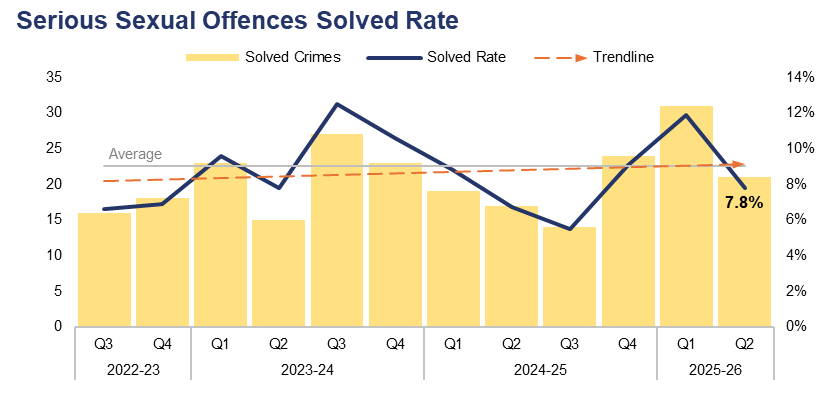 Serious Sexual Offences Solved Rate
Solved Crimes Solved Rate Trendline
35 14%
30 12%
25 10%
Average
20 8%
7.8%
15 6%
10 4%
5 2%
0 0%
Q3 Q4 Q1 Q2 Q3 Q4 Q1 Q2 Q3 Q4 Q1 Q2
2022-23 2023-24 2024-25 2025-26